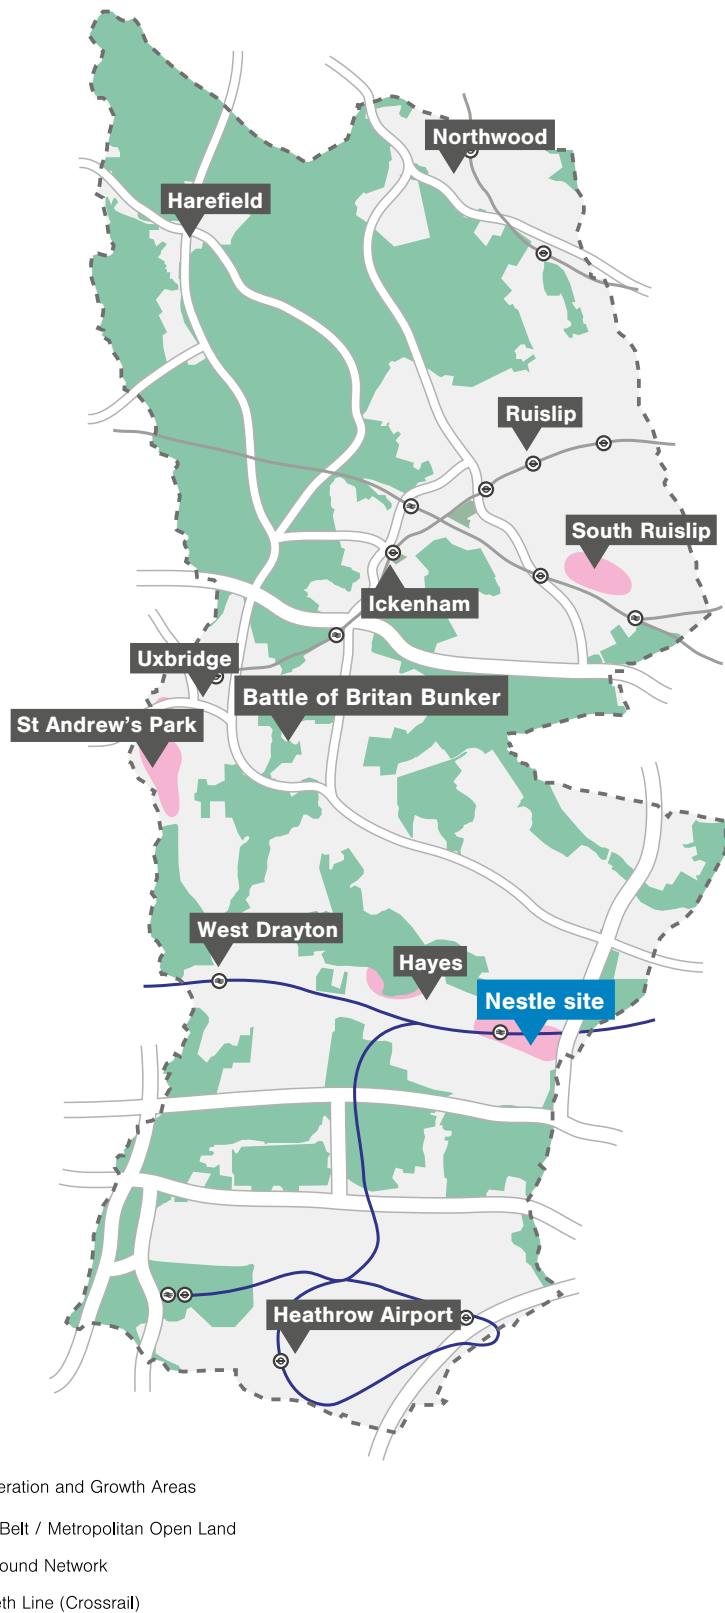 Northwood
Harefield
Ruislip
South Ruislip
Ickenham
Uxbridge
Battle of Britan Bunker
St Andrew's Park
West Drayton
Hayes
Nestle site
Heathrow Airport
eration and Growth Areas
Belt / Metropolitan Open Land
ound Network
eth Line (Crossrail)